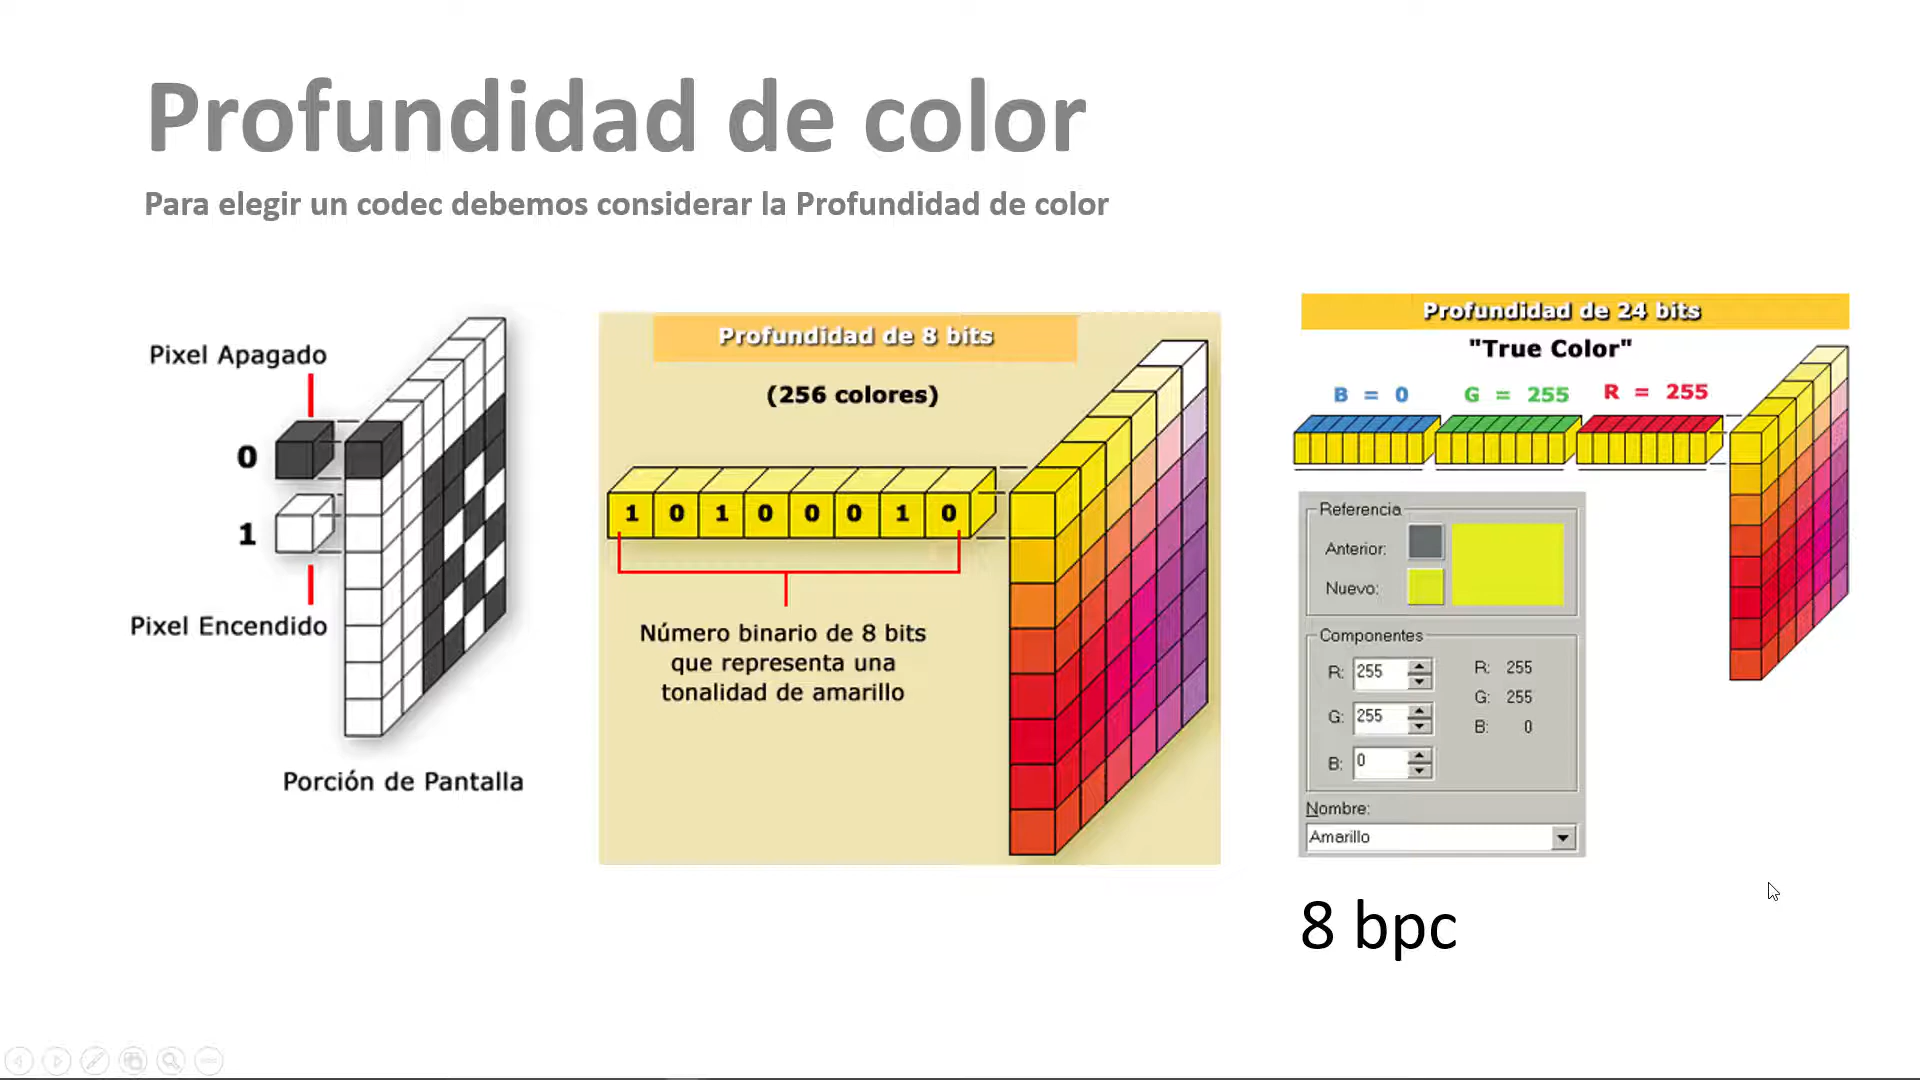 Profundidad de color
Para elegir un codec debemos considerar la Profundidad de color
Pixel Apagado
0
1
Pixel Encendido
Porción de Pantalla
Profundidad de 8 bits
(256 colores)
1 0 1 0 0 0 1 0
Número binario de 8 bits
que representa una
tonalidad de amarillo
Profundidad de 24 bits
"True Color"
B = 0 G = 255 R = 255
Referencia
Anterior:
Nuevo:
Componentes
R: 255 R: 255
G: 255 G: 255
B: 0 B: 0
Nombre:
Amarillo
8 bpc